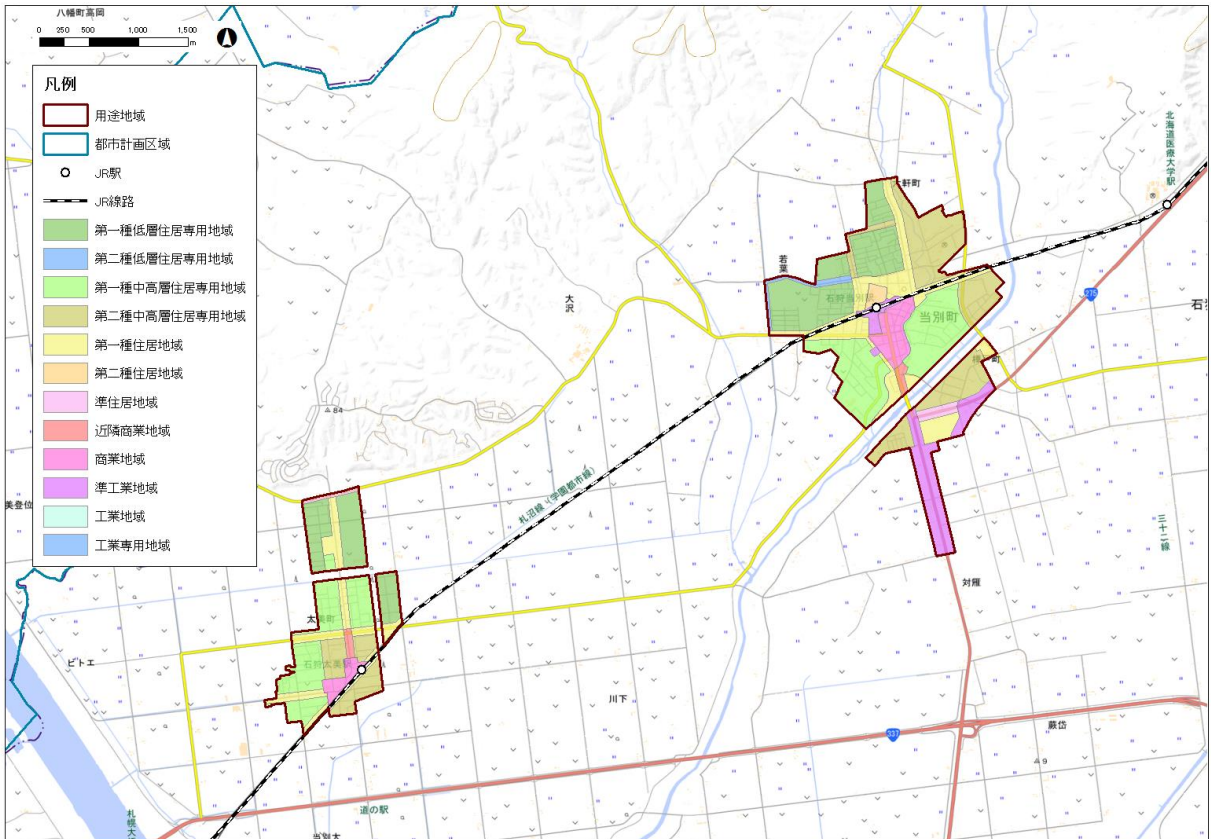 八幡町高岡
0 250 500 1,000 1,500
m
凡例
用途地域
都市計画区域
JR駅
JR線路
第一種低層住居専用地域
第二種低層住居専用地域
第一種中高層住居専用地域
第二種中高層住居専用地域
第一種住居地域
第二種住居地域
準住居地域
近隣商業地域
商業地域
準工業地域
工業地域
工業専用地域
北海道医療大学駅
若葉
石狩当別駅
当別町
275
大沢
84
札沼線(学園都市線)
美登位
三十二線
対雁
太美町
石狩太美駅
ビトエ
川下
337
蕨岱
9
道の駅
当別太